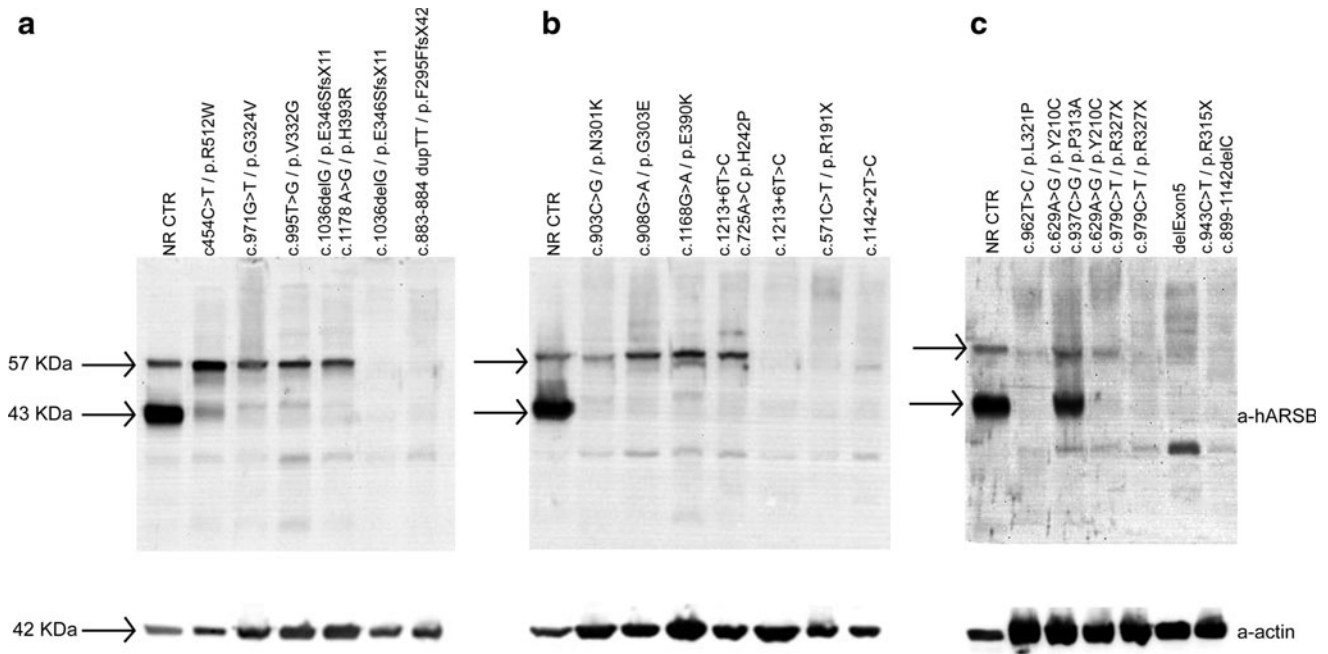 a
NR CTR
c454C>T / p.R512W
c.971G>T / p.G324V
c.995T>G / p.V332G
c.1036delG / p.E346SfsX11
c.1178 A>G / p.H393R
c.1036delG / p.E346SfsX11
c.883-884 dupTT / p.F295FfsX42
57 KDa
43 KDa
42 KDa
b
NR CTR
c.903C>G / p.N301K
c.908G>A / p.G303E
c.1168G>A / p.E390K
c.1213+6T>C
c.725A>C p.H242P
c.1213+6T>C
c.571C>T / p.R191X
c.1142+2T>C
c
NR CTR
c.962T>C / p.L321P
c.629A>G / p.Y210C
c.937C>G / p.P313A
c.629A>G / p.Y210C
c.979C>T / p.R327X
c.979C>T / p.R327X
delExon5
c.943C>T / p.R315X
c.899-1142delC
a-hARSB
a-actin